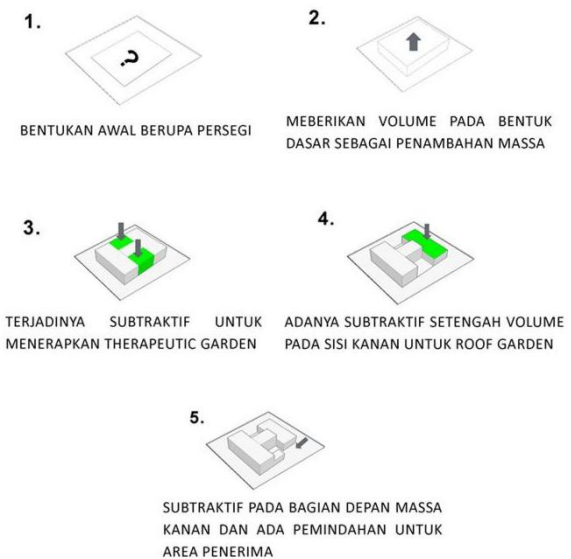 1.
?
BENTUKAN AWAL BERUPA PERSEGI
2.
MEBERIKAN VOLUME PADA BENTUK
DASAR SEBAGAI PENAMBAHAN MASSA
3.
TERJADINYA SUBTRAKTIF UNTUK
MENERAPKAN THERAPEUTIC GARDEN
4.
ADANYA SUBTRAKTIF SETENGAH VOLUME
PADA SISI KANAN UNTUK ROOF GARDEN
5.
SUBTRAKTIF PADA BAGIAN DEPAN MASSA
KANAN DAN ADA PEMINDAHAN UNTUK
AREA PENERIMA